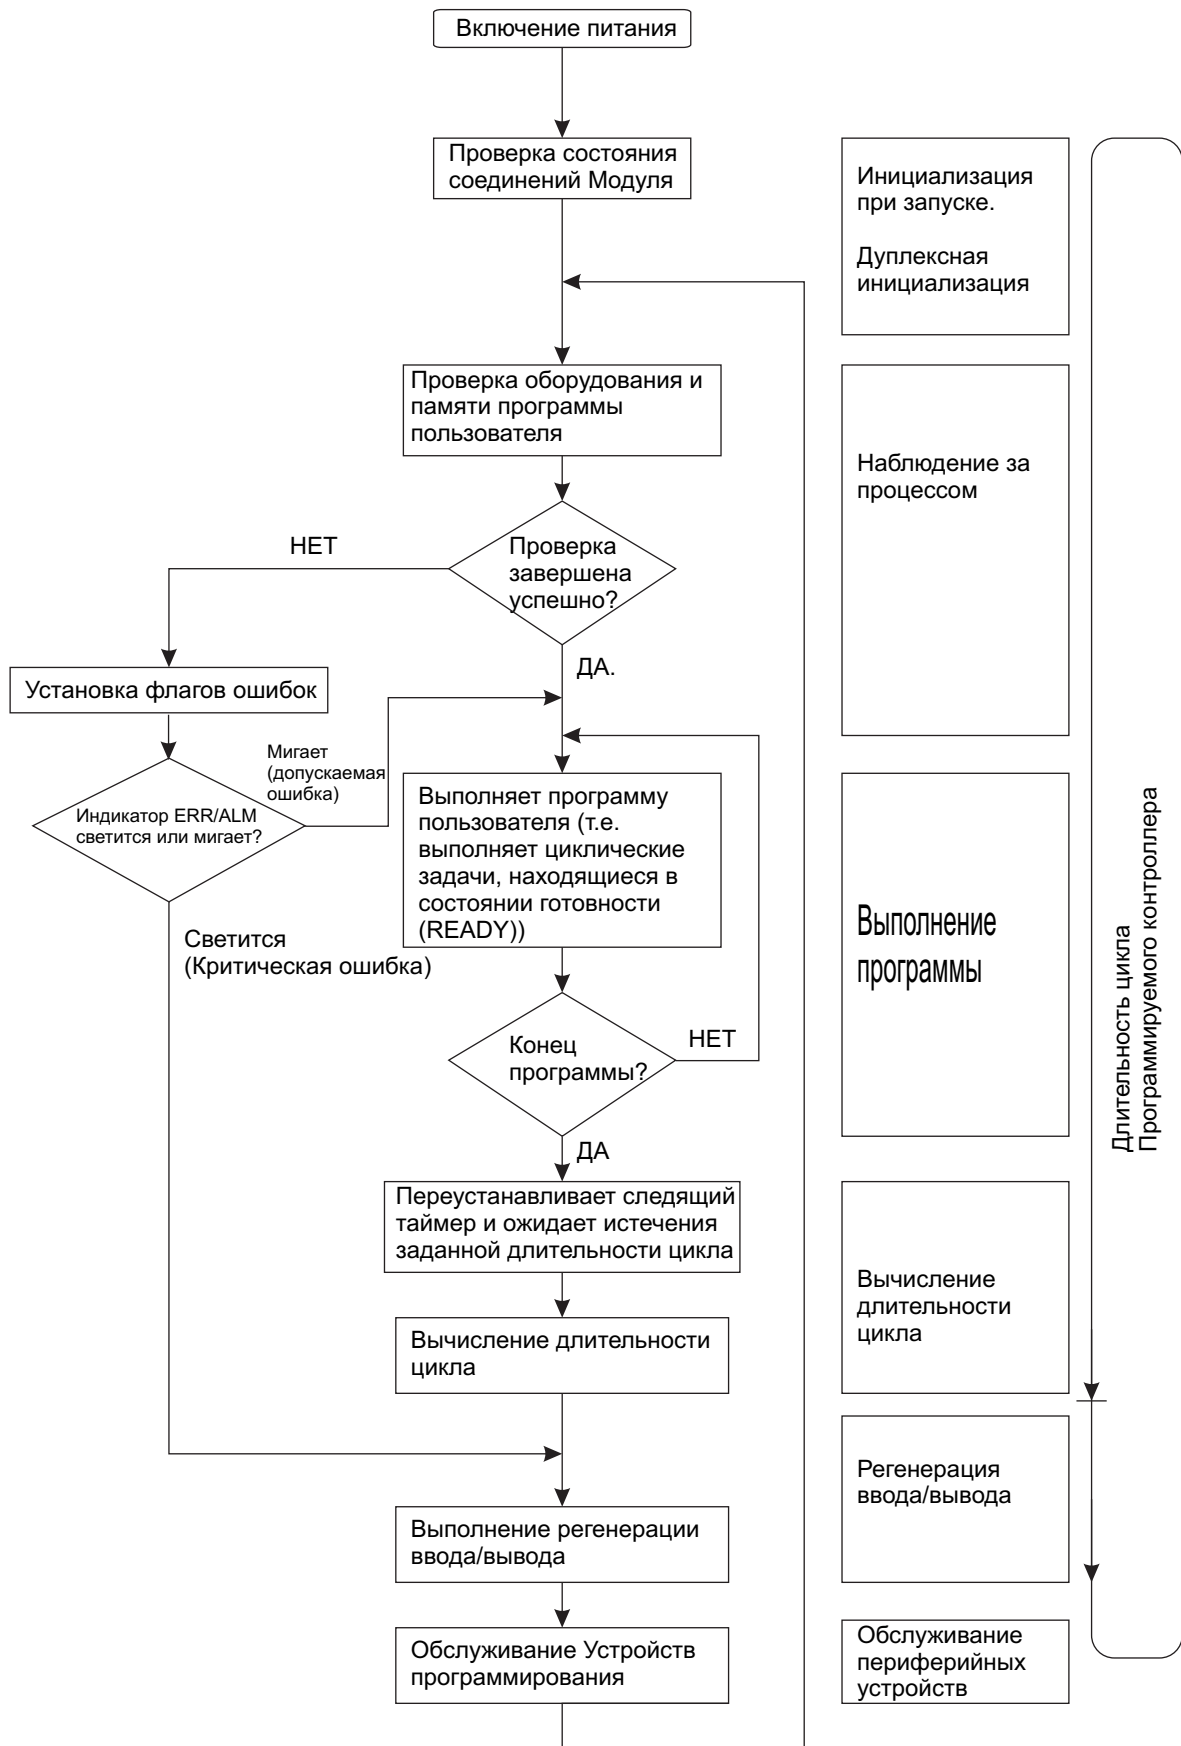 Включение питания
Проверка состояния
соединений Модуля
Инициализация
при запуске.
Дуплексная
инициализация
Проверка оборудования и
памяти программы
пользователя
Наблюдение за
процессом
Проверка
завершена
успешно?
НЕТ
ДА.
Установка флагов ошибок
Мигает
(допускаемая
ошибка)
Индикатор ERR/ALM
светится или мигает?
Светится
(Критическая ошибка)
Выполняет программу
пользователя (т.е.
выполняет циклические
задачи, находящиеся в
состоянии готовности
(READY))
Выполнение
программы
Конец
программы?
НЕТ
ДА
Переустанавливает следящий
таймер и ожидает истечения
заданной длительности цикла
Вычисление длительности
цикла
Вычисление
длительности
цикла
Длительность цикла
Программируемого контроллера
Выполнение регенерации
ввода/вывода
Регенерация
ввода/вывода
Обслуживание Устройств
программирования
Обслуживание
периферийных
устройств